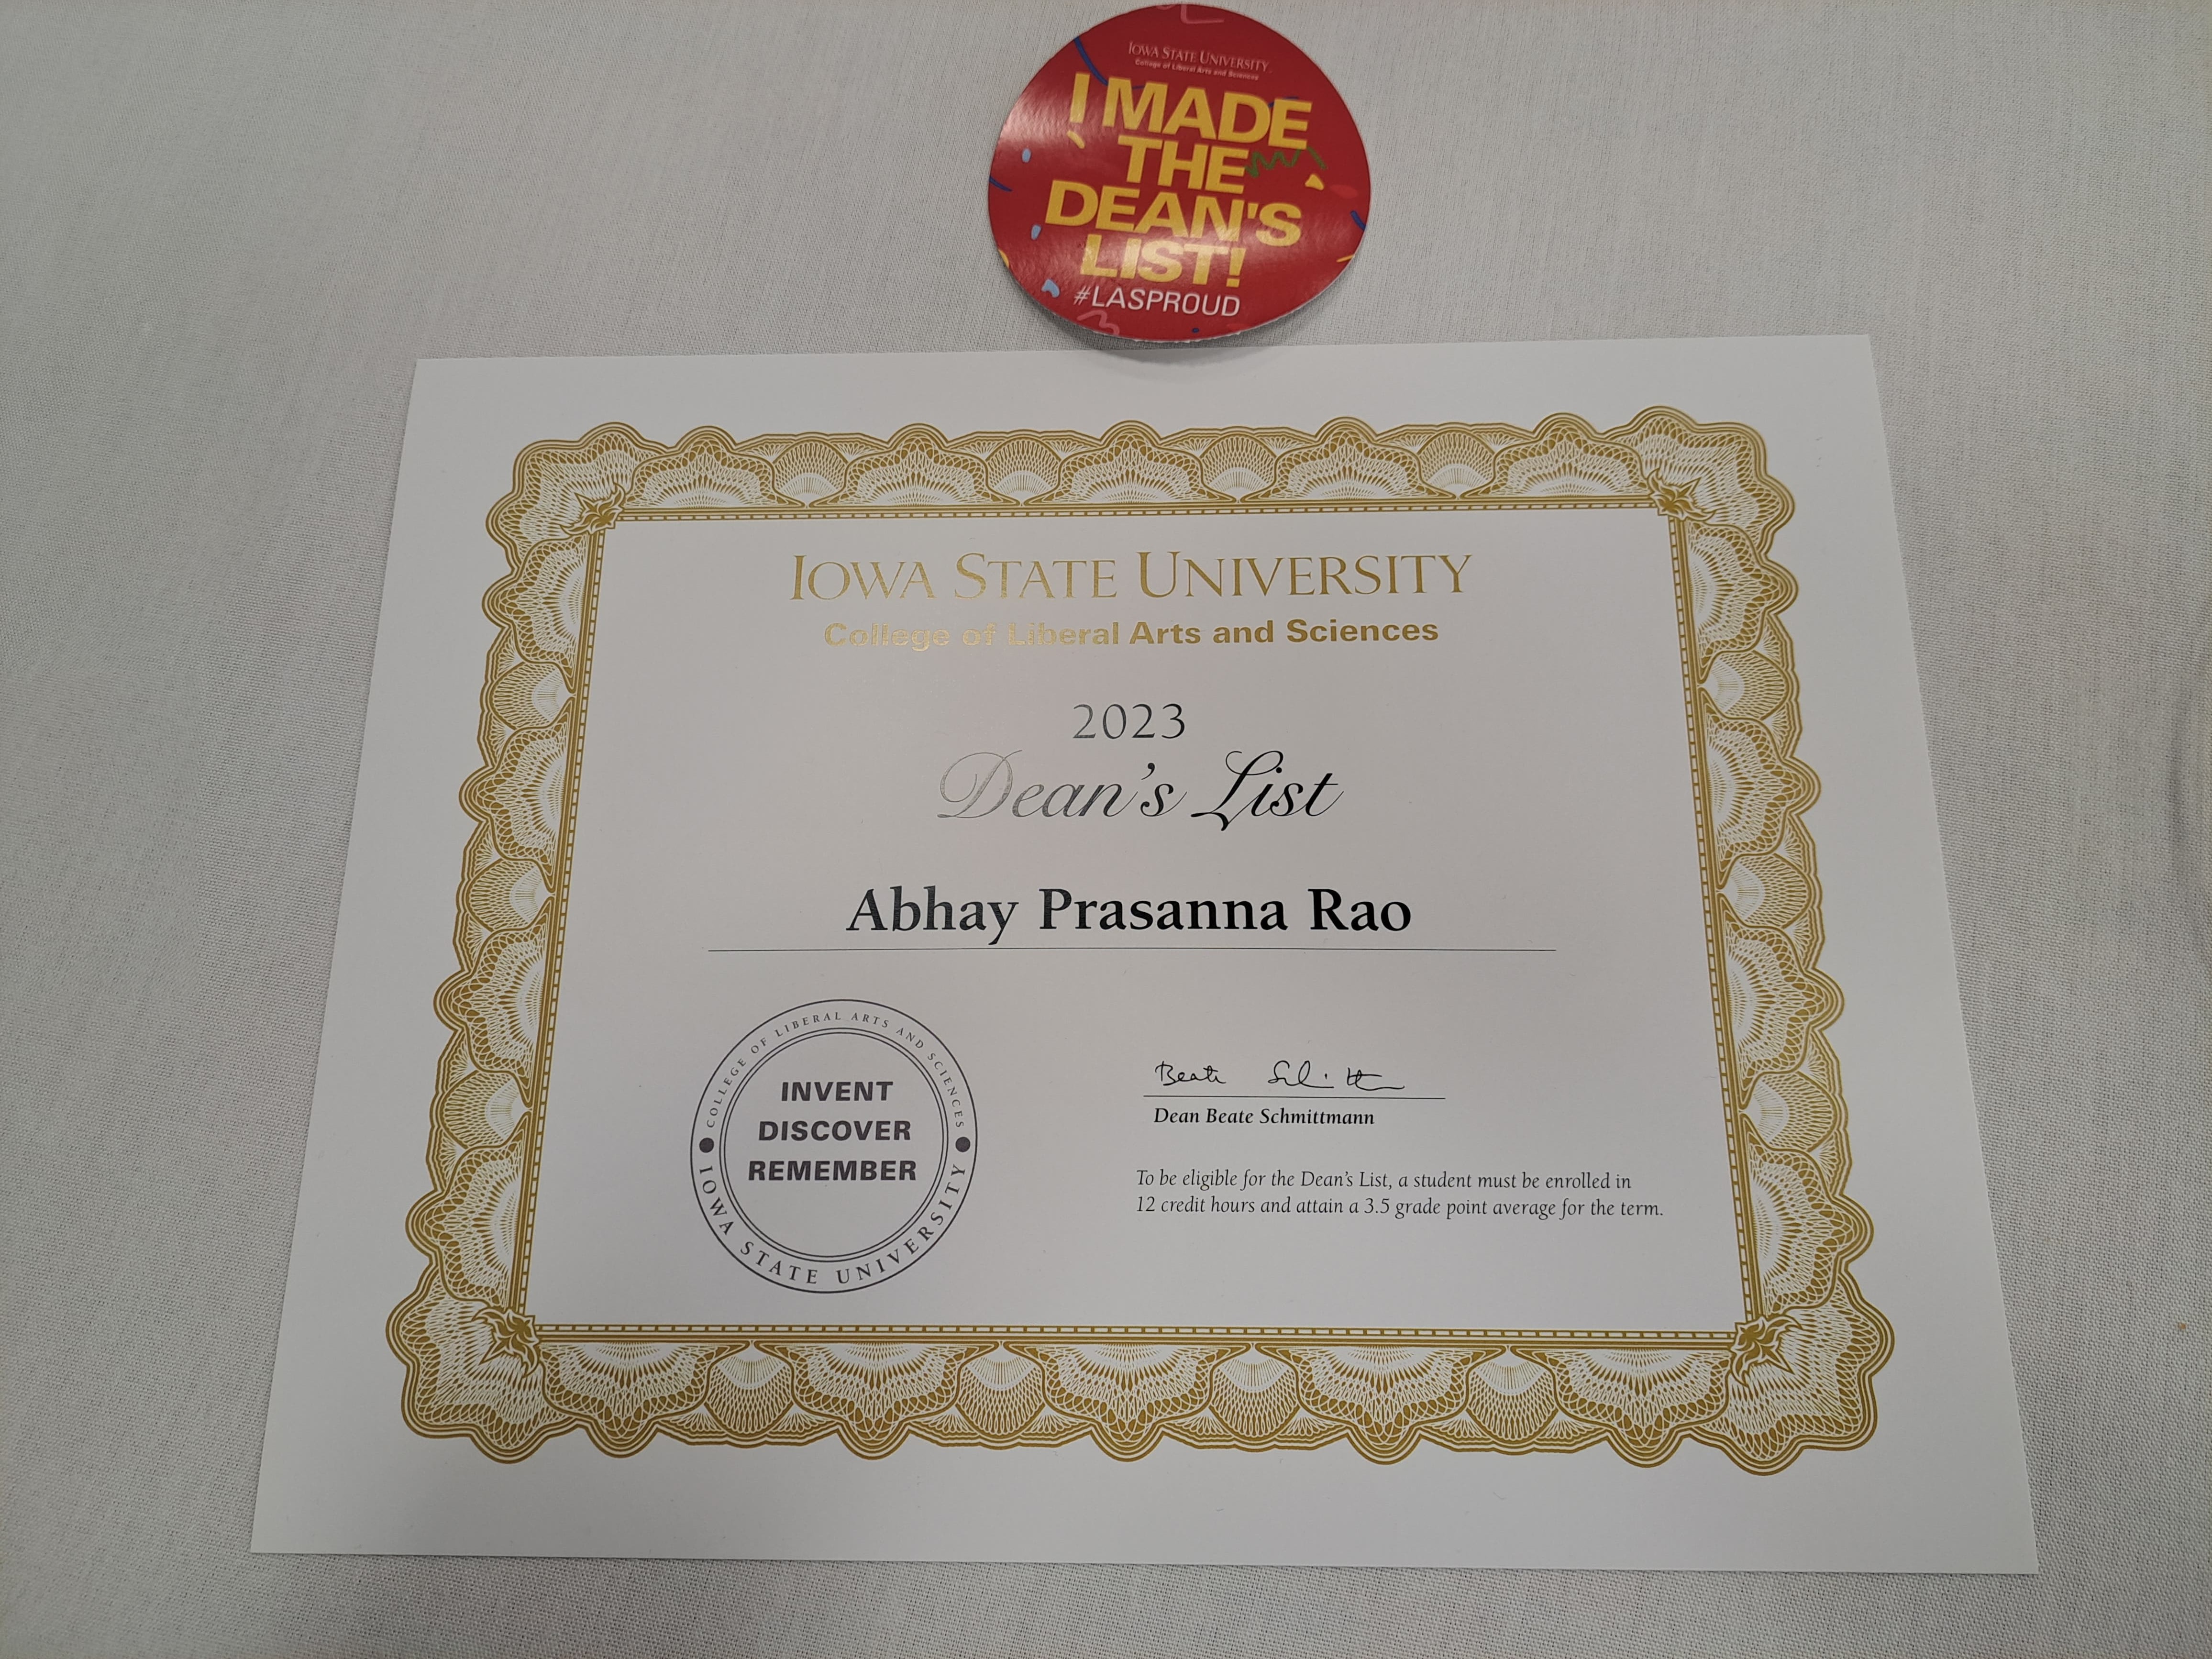 IOWA STATE UNIVERSITY
College of Liberal Arts and Sciences
I MADE
THE
DEAN'S
LIST!
#LASPROUD
IOWA STATE UNIVERSITY
College of Liberal Arts and Sciences
2023
Dean's List
Abhay Prasanna Rao
COLLEGE OF LIBERAL ARTS AND SCIENCES
INVENT
DISCOVER
REMEMBER
IOWA STATE UNIVERSITY
Beate
Dean Beate Schmittmann
To be eligible for the Dean's List, a student must be enrolled in
12 credit hours and attain a 3.5 grade point average for the term.